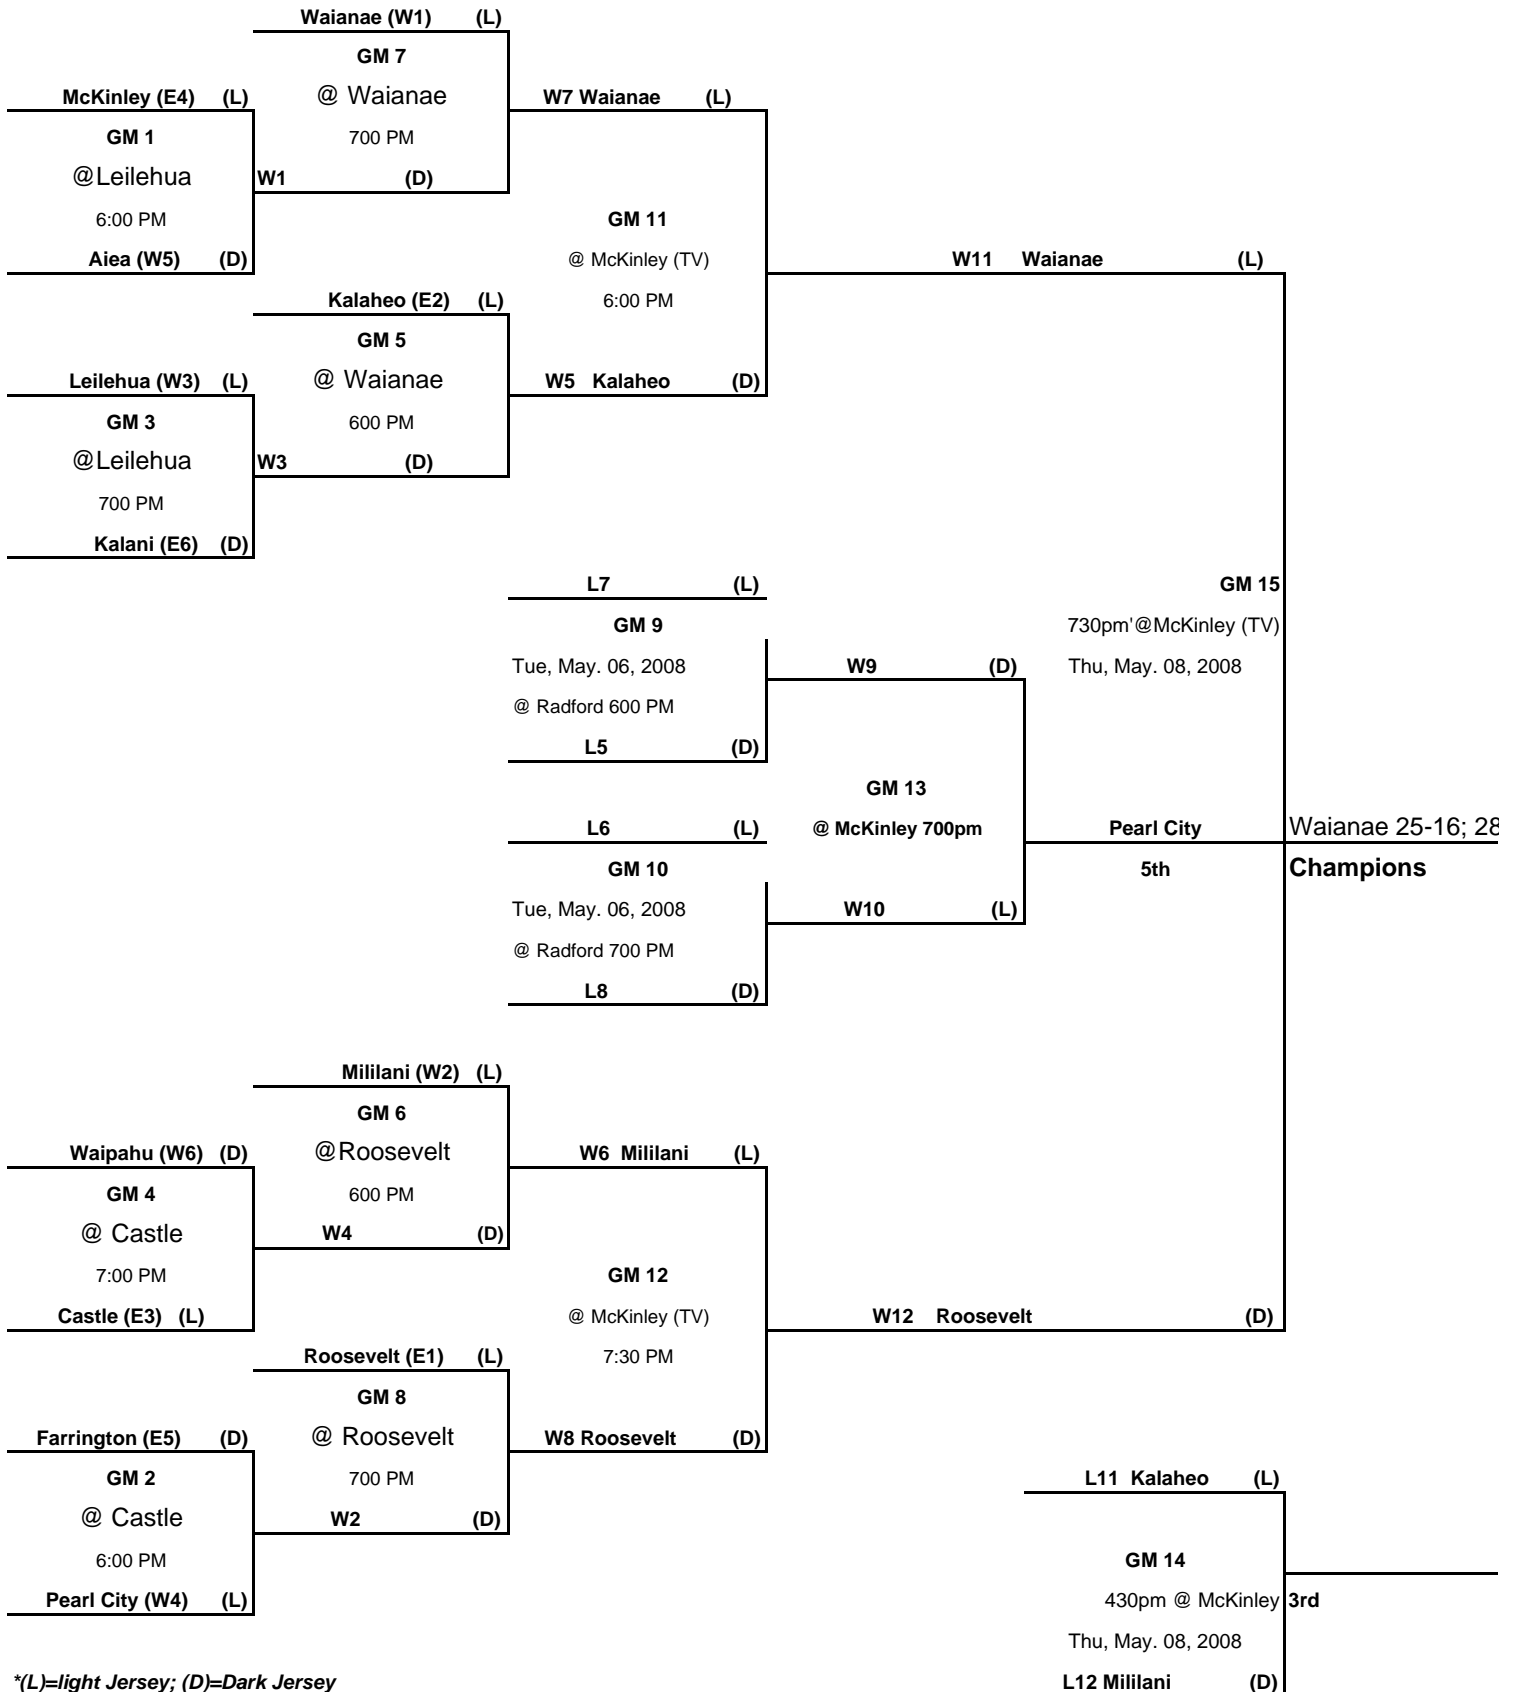 Waianae (W1) (L)
GM 7
McKinley (E4) (L) @ Waianae W7 Waianae (L)
GM 1 700 PM
@Leilehua W1 (D)
6:00 PM GM 11
Aiea (W5) (D) @ McKinley (TV) W11 Waianae (L)
Kalaheo (E2) (L) 6:00 PM
GM 5
Leilehua (W3) (L) @ Waianae W5 Kalaheo (D)
GM 3 600 PM
@Leilehua W3 (D)
700 PM
Kalani (E6) (D)
L7 (L) GM 15
GM 9 730pm'@McKinley (TV)
Tue, May. 06, 2008 W9 (D) Thu, May. 08, 2008
@ Radford 600 PM
L5 (D)
GM 13
L6 (L) @ McKinley 700pm Pearl City Waianae 25-16; 28
GM 10 5th Champions
Tue, May. 06, 2008 W10 (L)
@ Radford 700 PM
L8 (D)
Mililani (W2) (L)
GM 6
Waipahu (W6) (D) @Roosevelt W6 Mililani (L)
GM 4 600 PM
@ Castle W4 (D)
7:00 PM GM 12
Castle (E3) (L) @ McKinley (TV) W12 Roosevelt (D)
Roosevelt (E1) (L) 7:30 PM
GM 8
Farrington (E5) (D) @ Roosevelt W8 Roosevelt (D)
GM 2 700 PM L11 Kalaheo (L)
@ Castle W2 (D)
6:00 PM GM 14
Pearl City (W4) (L) 430pm @ McKinley 3rd
Thu, May. 08, 2008
*(L)=light Jersey; (D)=Dark Jersey L12 Mililani (D)